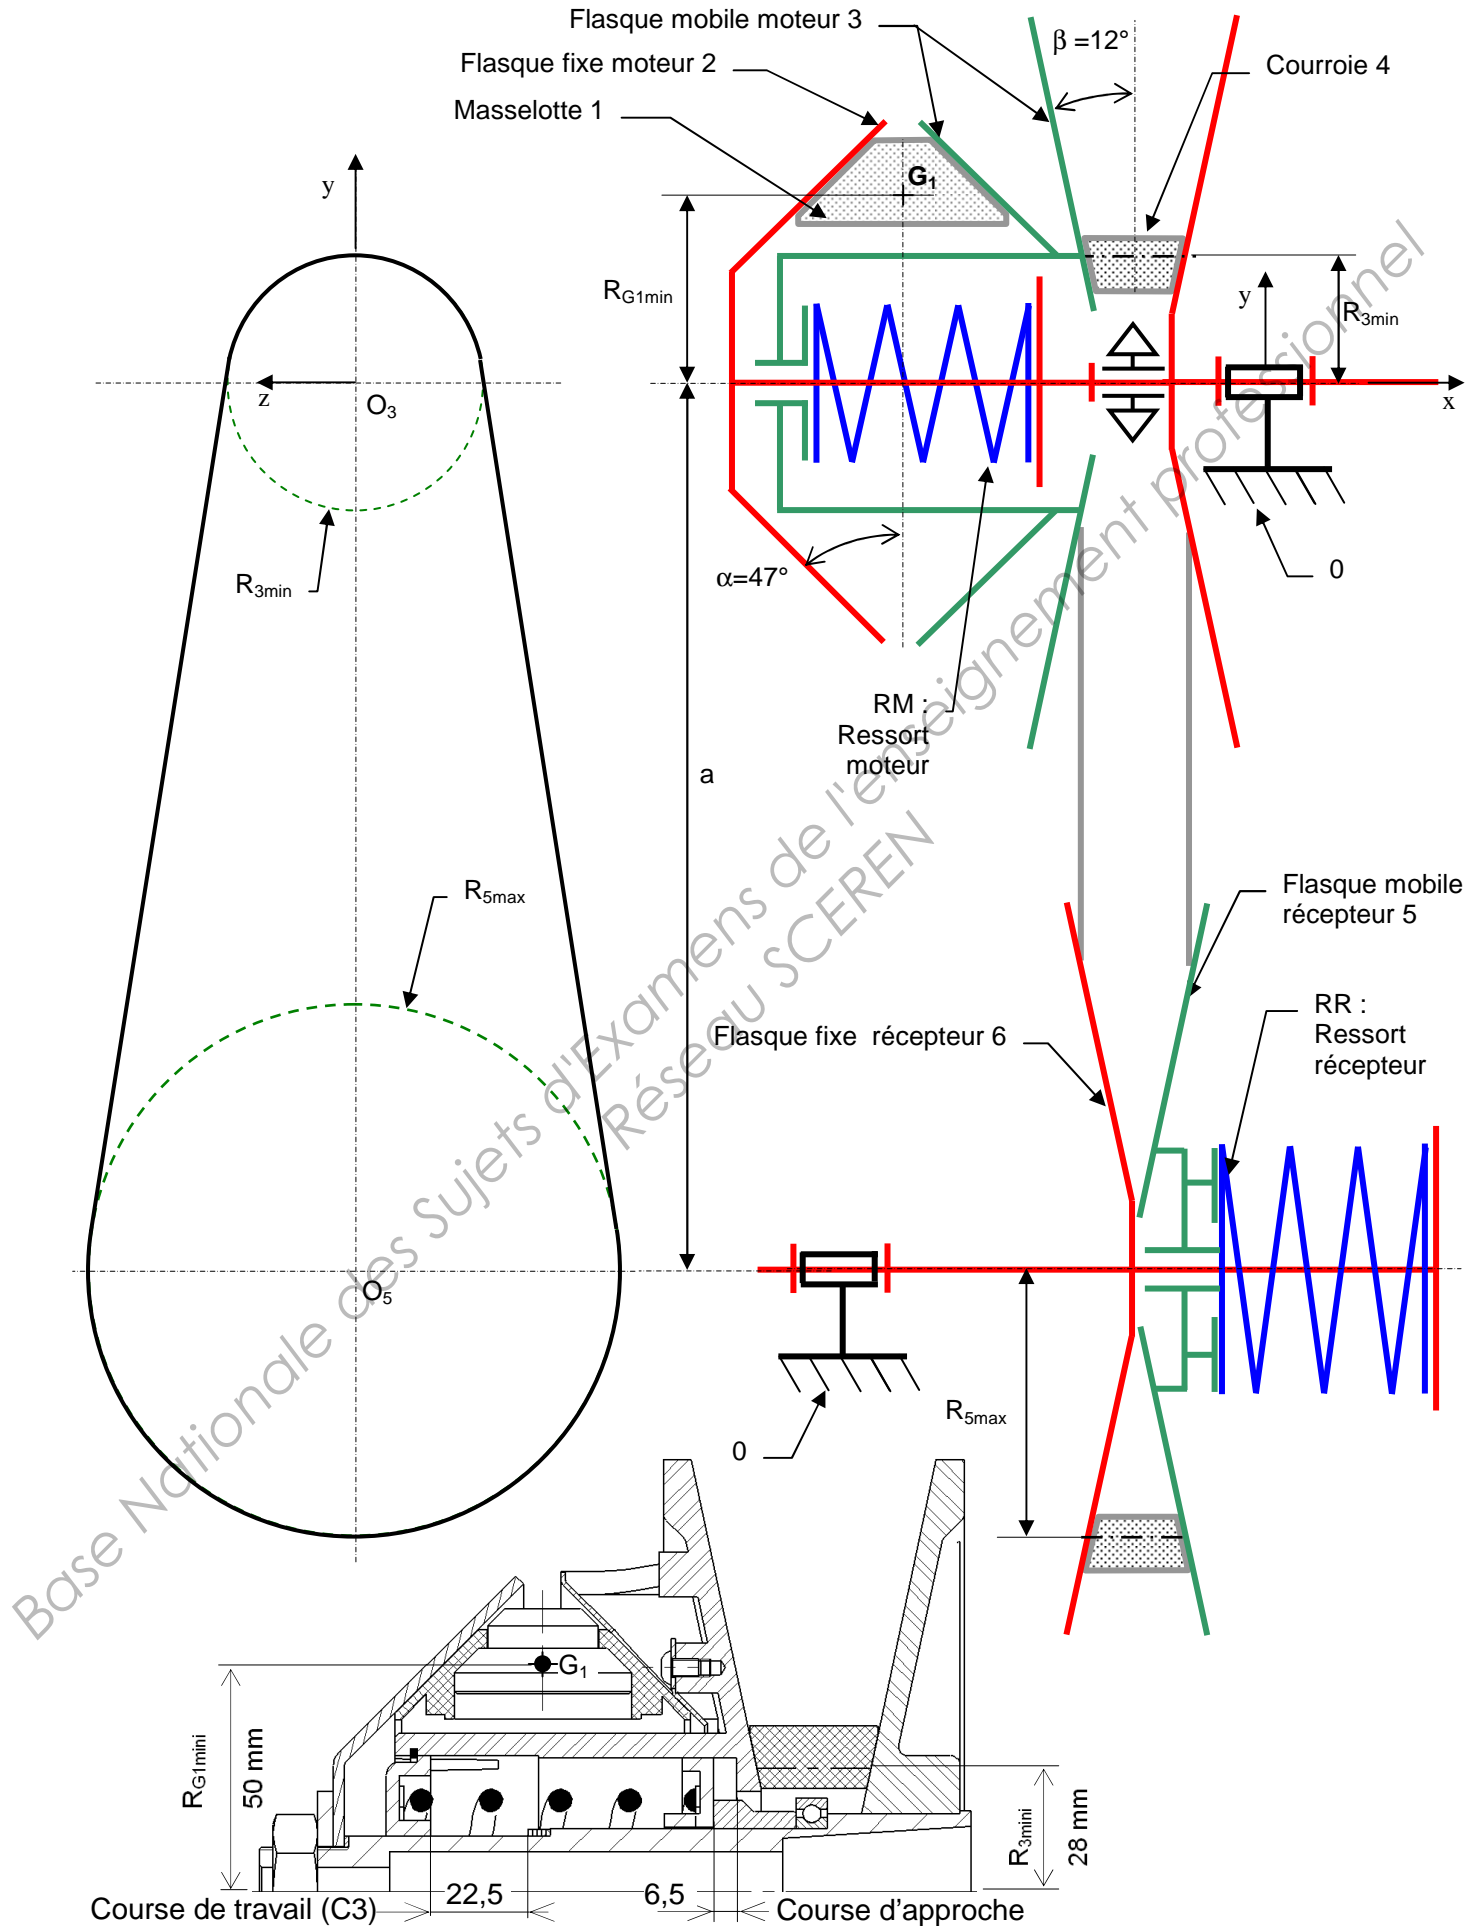 Flasque mobile moteur 3
Flasque fixe moteur 2
Masselotte 1
β =12°
Courroie 4
G1
y
RG1min
y
R3min
z
O3
x
R3min
α=47°
0
RM :
Ressort
moteur
a
R5max
Flasque mobile
récepteur 5
Flasque fixe récepteur 6
RR :
Ressort
récepteur
O5
R5max
0
G1
RG1mini
50 mm
R3mini
28 mm
Course de travail (C3)
22,5
6,5
Course d'approche
Base Nationale des Sujets d'Examens de l'enseignement professionnel
Réseau SCEREN